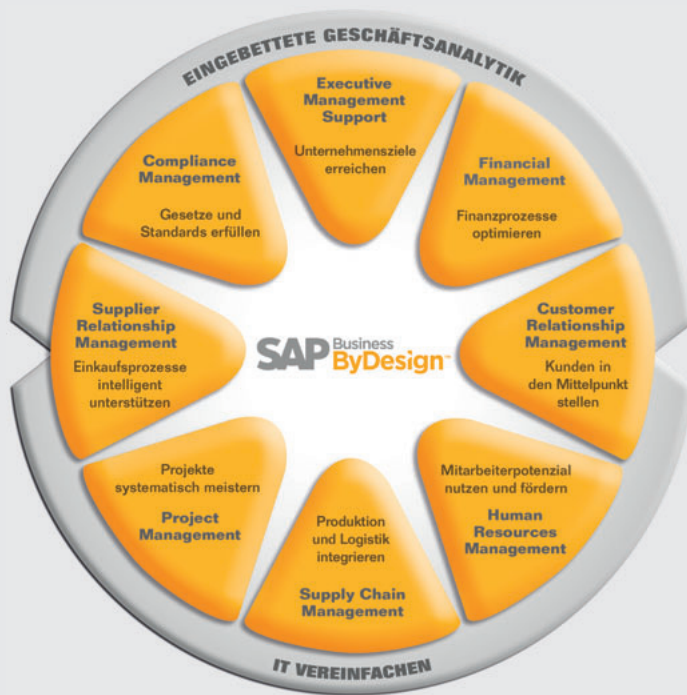 EINGEBETTETE GESCHÄFTSANALYTIK
Executive
Management
Support
Unternehmensziele
erreichen
Financial
Management
Finanzprozesse
optimieren
Customer
Relationship
Management
Kunden in
den Mittelpunkt
stellen
Mitarbeiterpotenzial
nutzen und fördern
Human
Resources
Management
Produktion
und Logistik
integrieren
Supply Chain
Management
Projekte
systematisch meistern
Project
Management
Supplier
Relationship
Management
Einkaufsprozesse
intelligent
unterstützen
Compliance
Management
Gesetze und
Standards erfüllen
SAP Business
ByDesign™
IT VEREINFACHEN